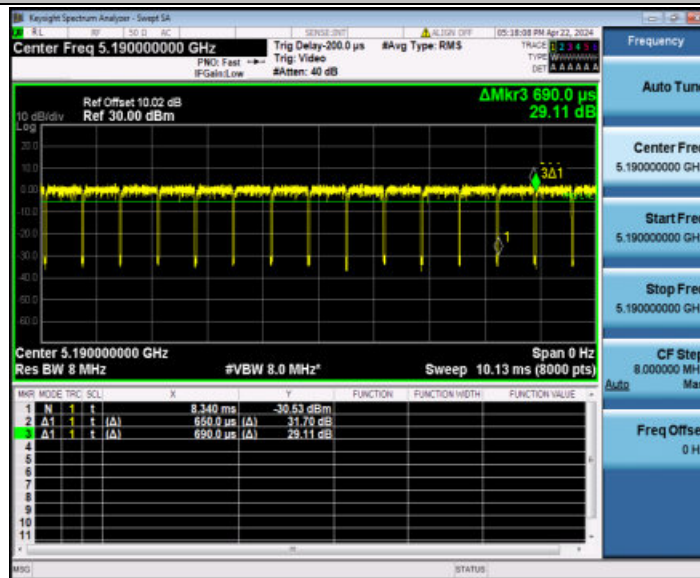 Keysight Spectrum Analyzer - Swept SA
RL RF 50 Ω AC SENSE:INT ALIGN OFF 05:18:08 PM Apr 22, 2024
Center Freq 5.190000000 GHz
PNO: Fast
IFGain:Low
Trig Delay-200.0 µs
Trig: Video
#Atten: 40 dB
#Avg Type: RMS
TRACE 1 2 3 4 5 6
TYPE
DET A A A A A A
Ref Offset 10.02 dB
10 dB/div Ref 30.00 dBm
Log
ΔMkr3 690.0 µs
29.11 dB
20.0
10.0
0.00
-10.0
-20.0
-30.0
-40.0
-50.0
-60.0
3Δ1
1
Center 5.190000000 GHz Span 0 Hz
Res BW 8 MHz #VBW 8.0 MHz* Sweep 10.13 ms (8000 pts)
MKR MODE TRC SCL X Y FUNCTION FUNCTION WIDTH FUNCTION VALUE
1 N 1 t 8.340 ms -30.53 dBm
2 Δ1 1 t (Δ) 650.0 µs (Δ) 31.70 dB
3 Δ1 1 t (Δ) 690.0 µs (Δ) 29.11 dB
4
5
6
7
8
9
10
11
MSG STATUS
Frequency
Auto Tune
Center Freq
5.190000000 GHz
Start Freq
5.190000000 GHz
Stop Freq
5.190000000 GHz
CF Step
8.000000 MHz
Auto Man
Freq Offset
0 Hz